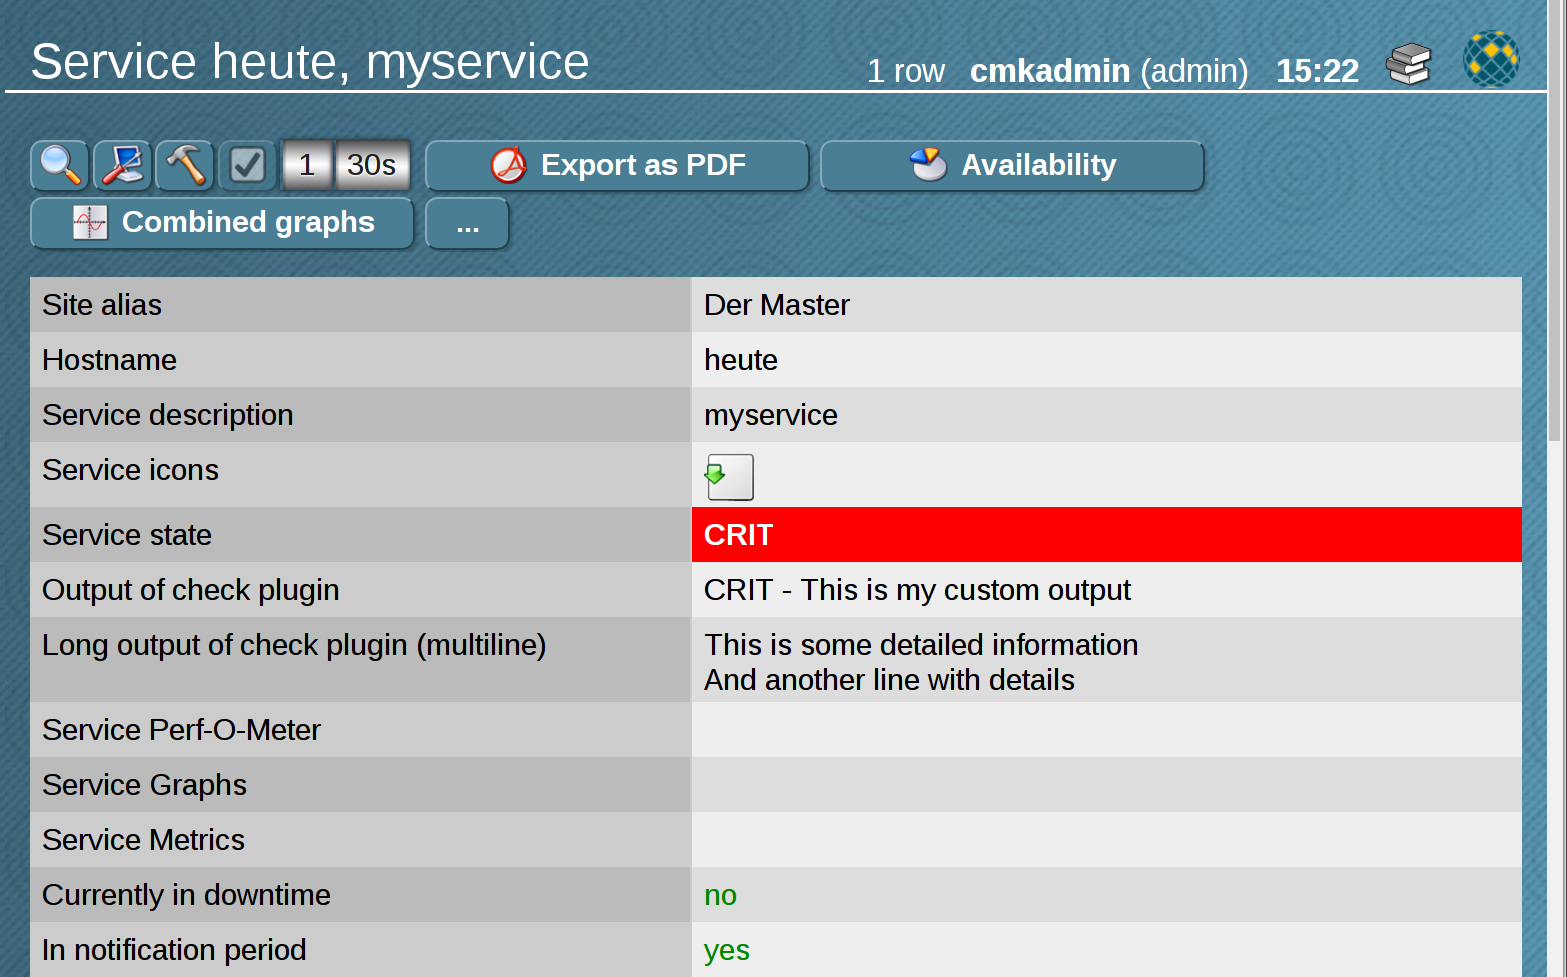 Service heute, myservice
1 row cmkadmin (admin) 15:22
1 30s Export as PDF Availability
Combined graphs ...
Site alias Der Master
Hostname heute
Service description myservice
Service icons
Service state CRIT
Output of check plugin CRIT - This is my custom output
Long output of check plugin (multiline) This is some detailed information
And another line with details
Service Perf-O-Meter
Service Graphs
Service Metrics
Currently in downtime no
In notification period yes